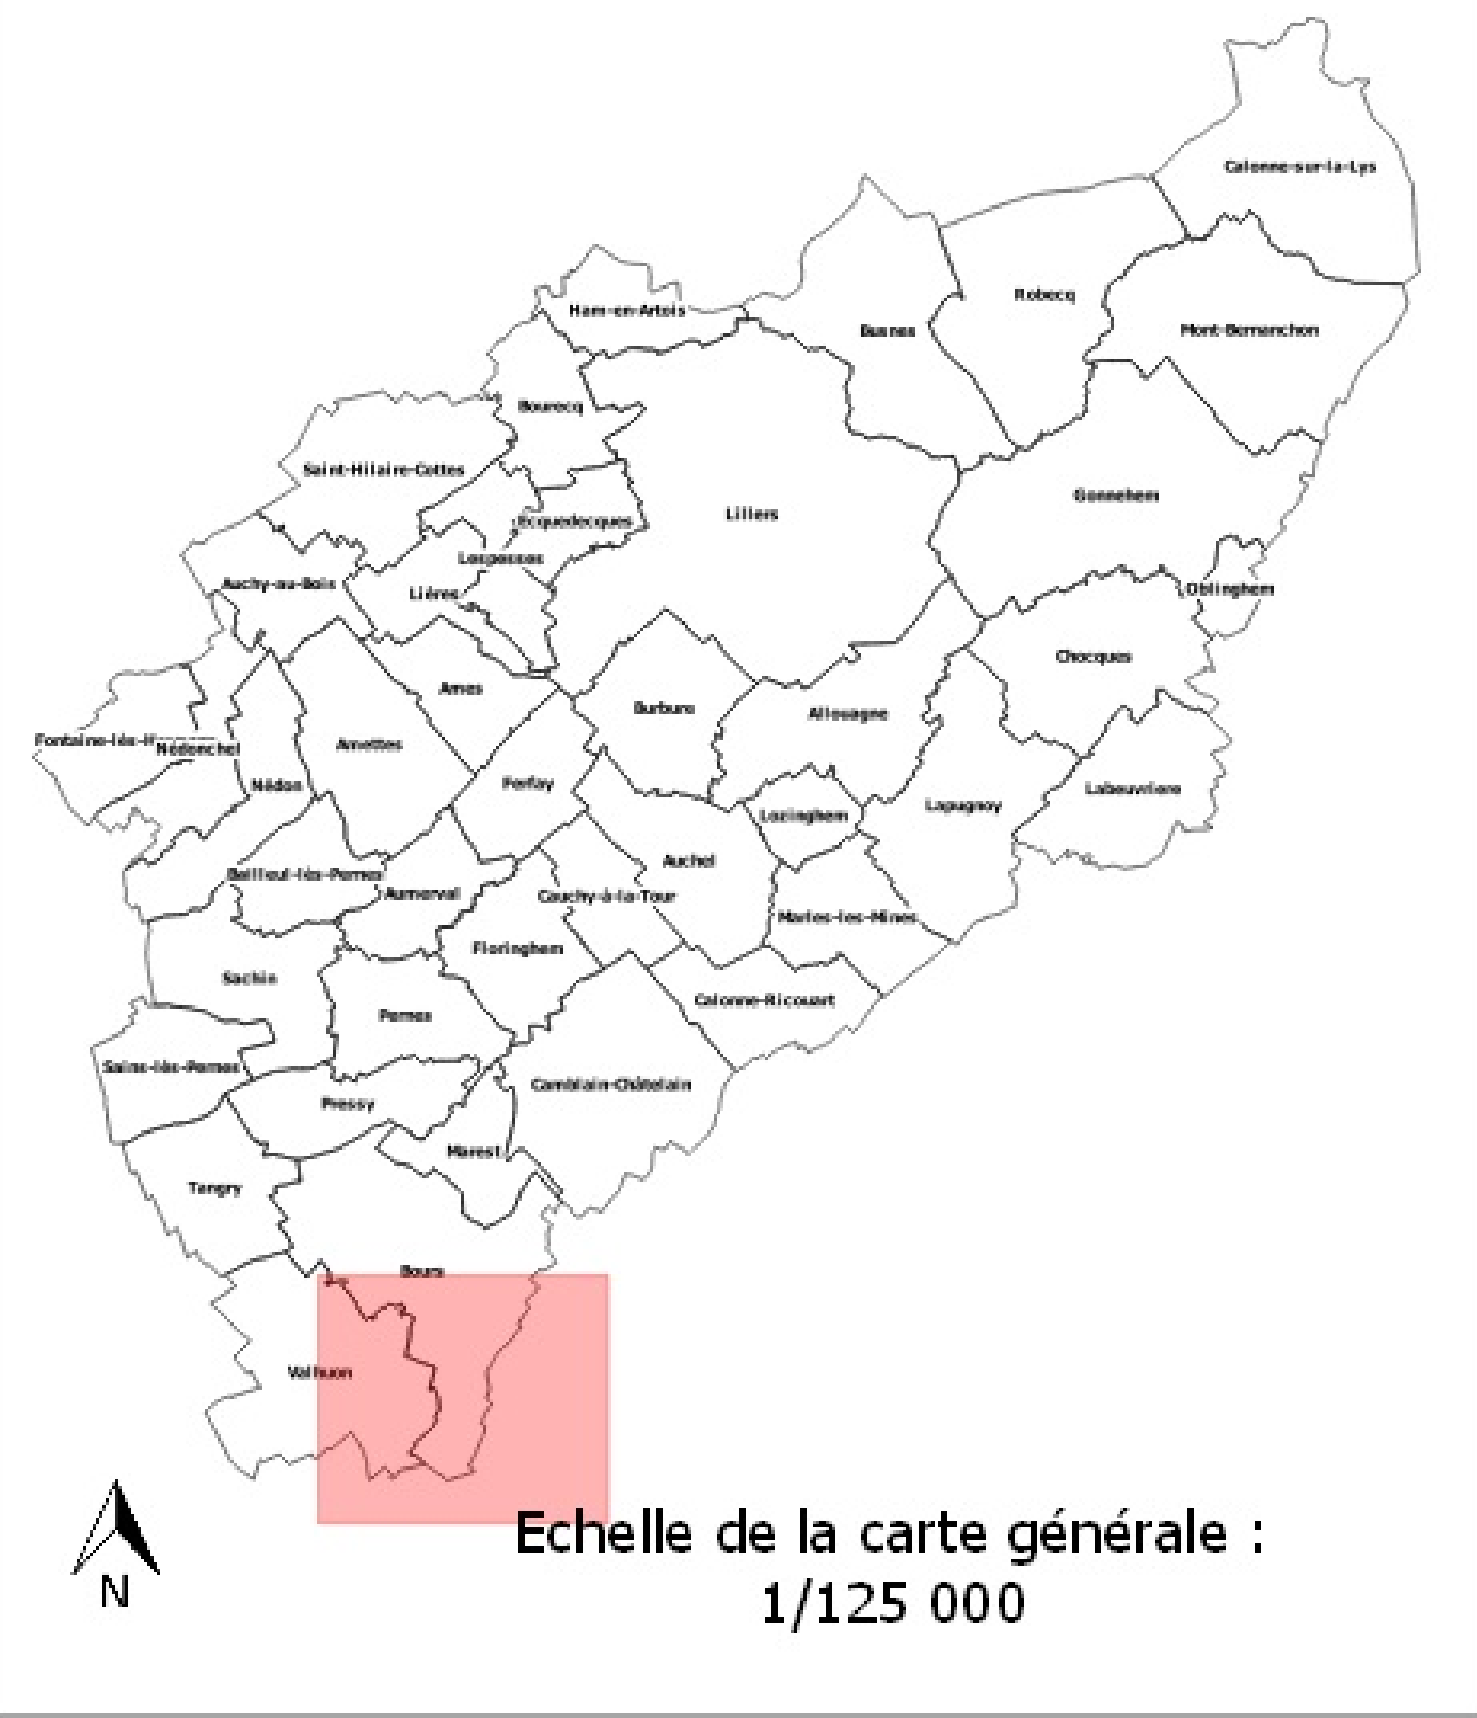 Calonne-sur-la-Lys
Robecq
Ham-en-Artois
Busnes
Mont-Bernanchon
Bourecq
Saint-Hilaire-Cottes
Gonnehem
Lillers
Ecquedecques
Lespesses
Auchy-au-Bois
Lières
Oblinghem
Chocques
Ames
Burbure
Allouagne
Fontaine-lès-H
Nédonchel
Amettes
Nédon
Ferfay
Labeuvrière
Lapugnoy
Lozinghem
Auchel
Bailleul-lès-Pernes
Aumerval
Cauchy-à-la-Tour
Marles-les-Mines
Floringhem
Sachin
Calonne-Ricouart
Pernes
Sains-lès-Pernes
Camblain-Châtelain
Pressy
Marest
Tangry
Bours
Valhuon
Echelle de la carte générale :
1/125 000
N